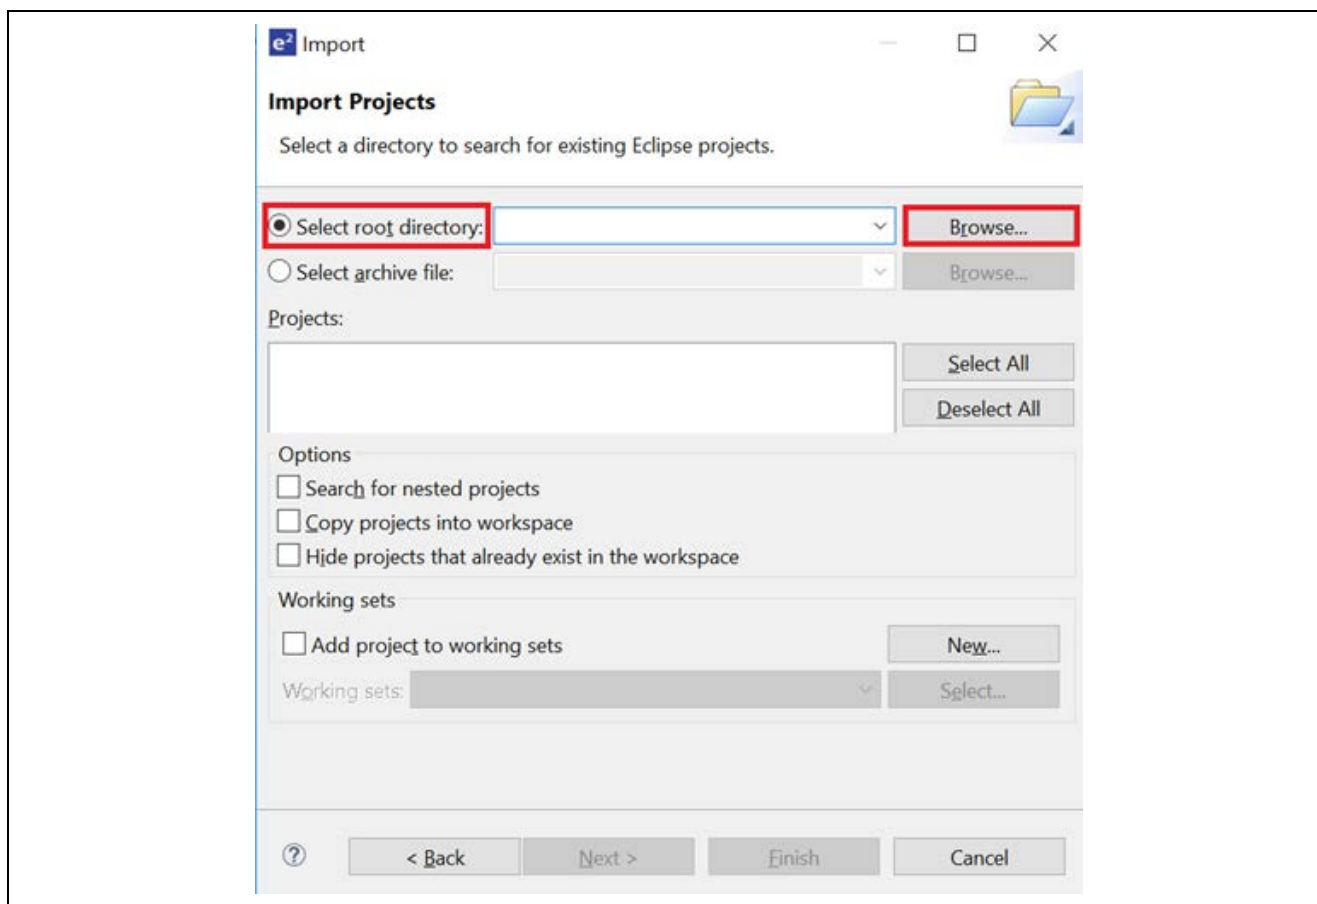 e² Import
Import Projects
Select a directory to search for existing Eclipse projects.
Select root directory: Browse...
Select archive file: Browse...
Projects:
Select All
Deselect All
Options
Search for nested projects
Copy projects into workspace
Hide projects that already exist in the workspace
Working sets
Add project to working sets New...
Working sets: Select...
? < Back Next > Finish Cancel